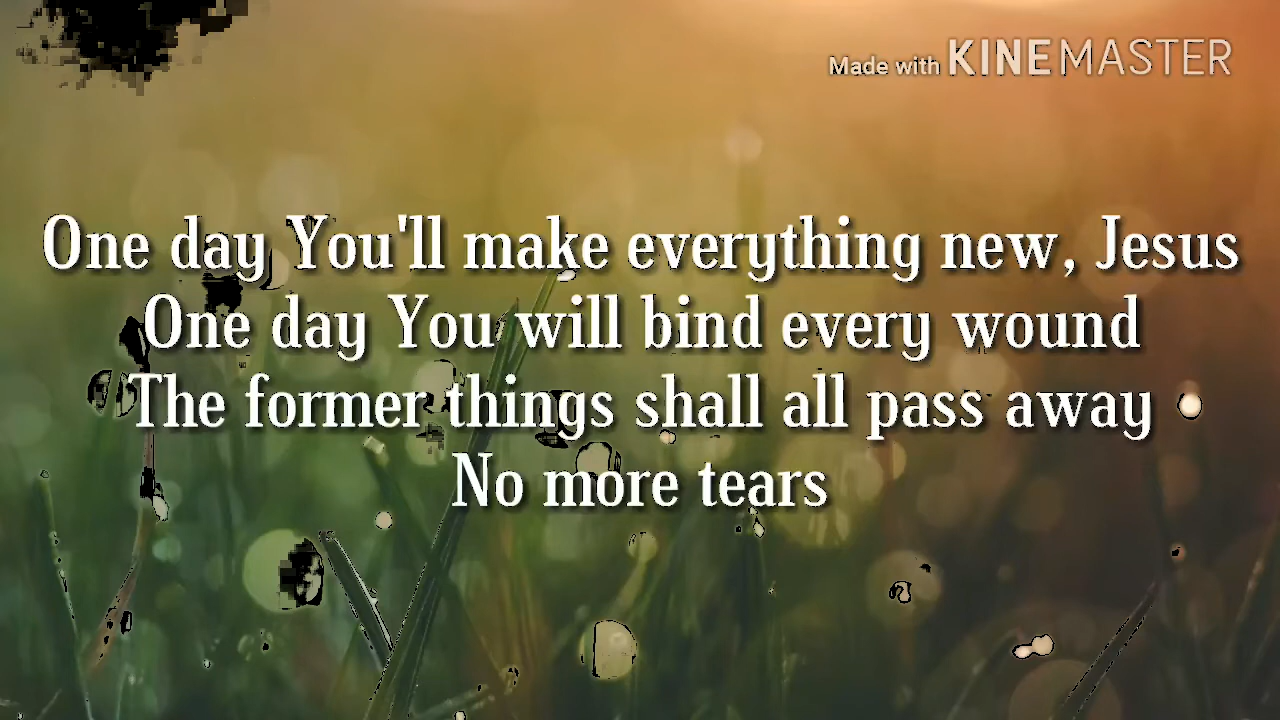 Made with KINEMASTER
One day You'll make everything new, Jesus
One day You will bind every wound
The former things shall all pass away
No more tears